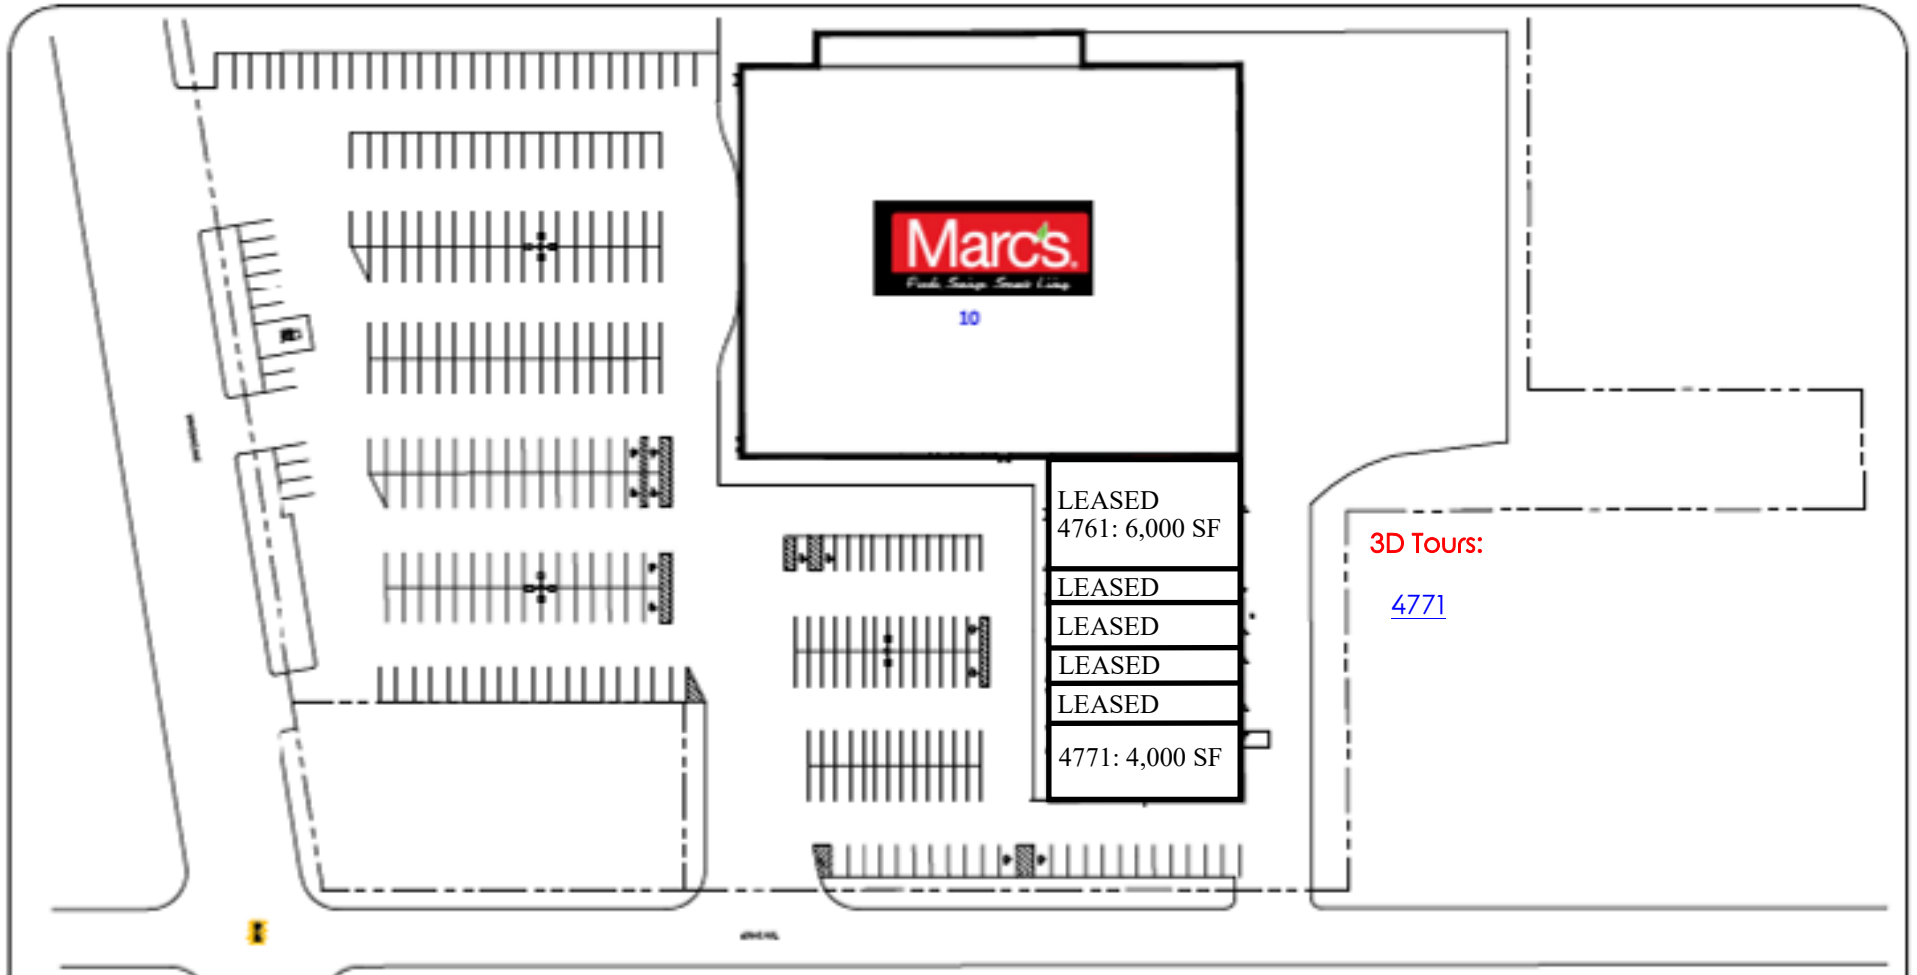 Marc's
10
LEASED
4761: 6,000 SF
LEASED
LEASED
LEASED
LEASED
4771: 4,000 SF
3D Tours:
4771